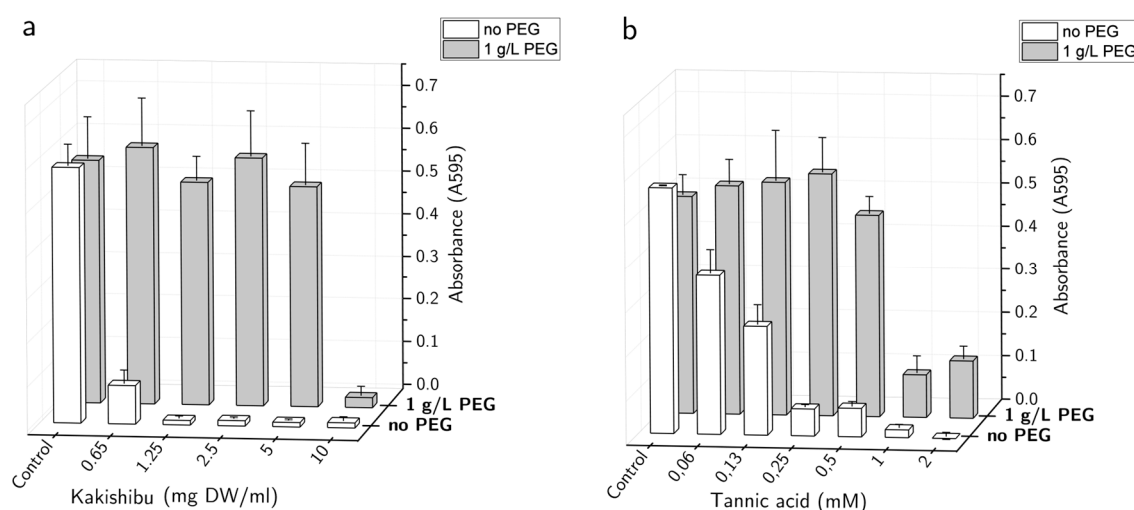 a
no PEG
1 g/L PEG
0.7
0.6
0.5
0.4
0.3
0.2
0.1
0.0
Absorbance (A595)
1 g/L PEG
no PEG
Control
0.65
1.25
2.5
5
10
Kakishibu (mg DW/ml)
b
no PEG
1 g/L PEG
0.7
0.6
0.5
0.4
0.3
0.2
0.1
0.0
Absorbance (A595)
1 g/L PEG
no PEG
Control
0,06
0,13
0,25
0,5
1
2
Tannic acid (mM)